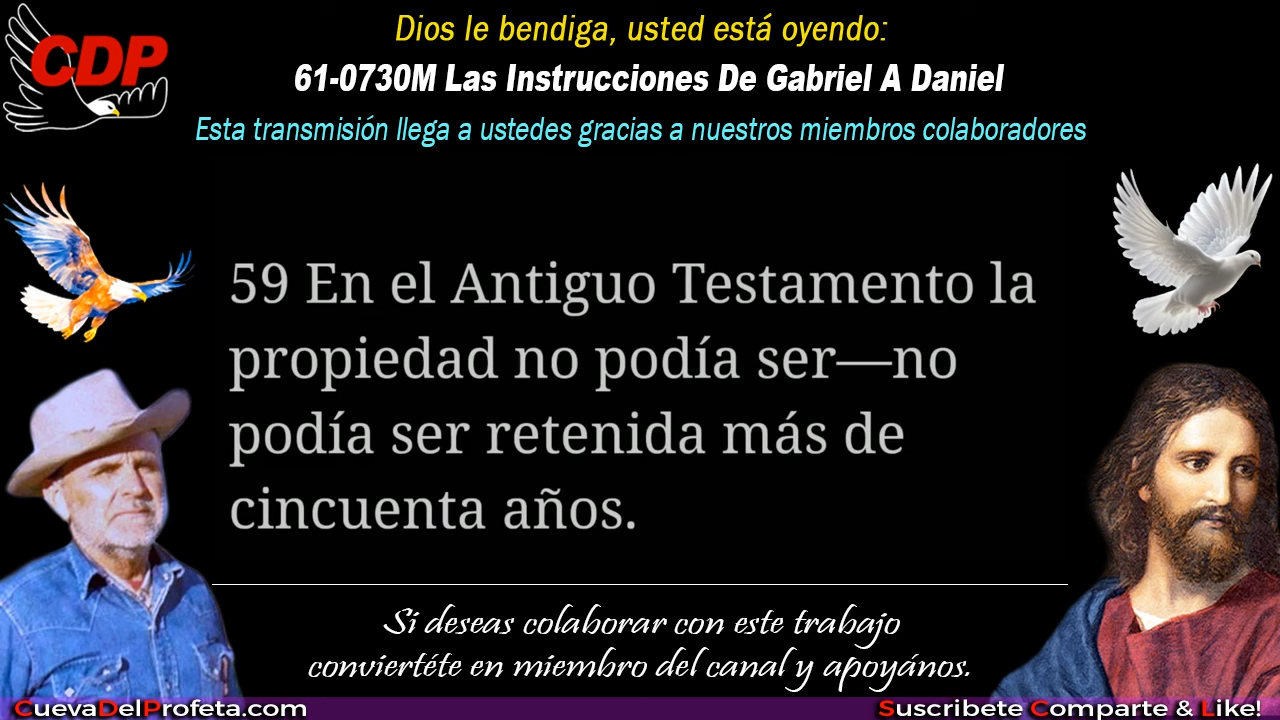 CDP
Dios le bendiga, usted está oyendo:
61-0730M Las Instrucciones De Gabriel A Daniel
Esta transmisión llega a ustedes gracias a nuestros miembros colaboradores
59 En el Antiguo Testamento la
propiedad no podía ser—no
podía ser retenida más de
cincuenta años.
Si deseas colaborar con este trabajo
conviertéte en miembro del canal y apoyános.
CuevaDelProfeta.com
Suscribete Comparte & Like!